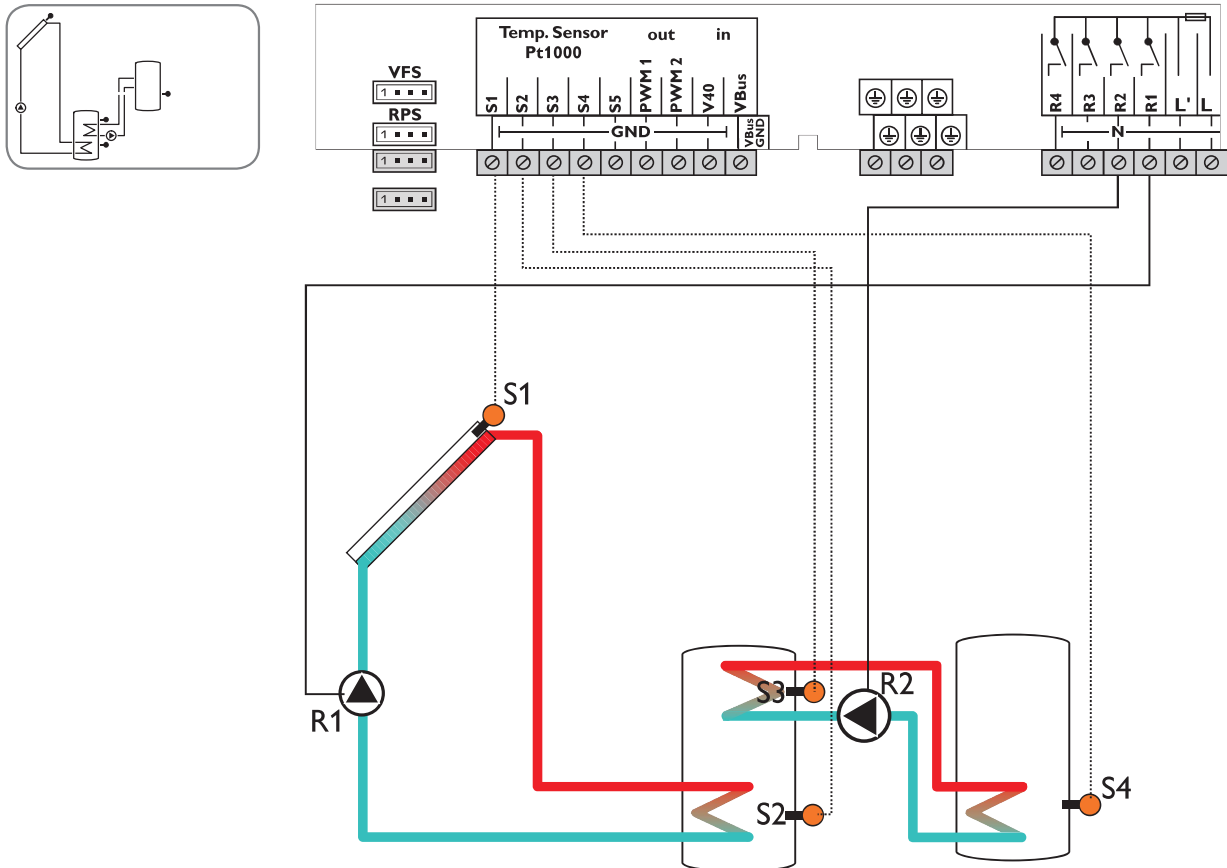 Temp. Sensor out in
Pt1000
VFS
1
RPS
1
1
1
S1 S2 S3 S4 S5 PWM 1 PWM 2 V40 VBus
GND
VBus
GND
R4 R3 R2 R1 L' L
N
S1
R1
S3
R2
S2
S4